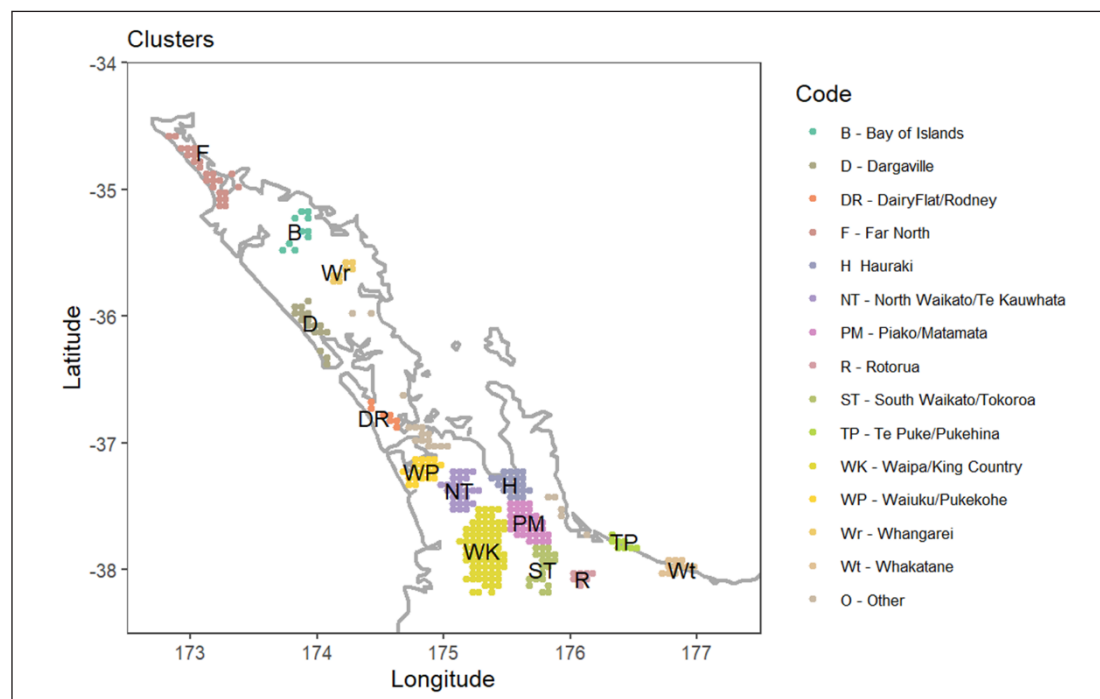 Clusters
-34
-35
-36
-37
-38
Latitude
173
174
175
176
177
Longitude
F
B
Wr
D
DR
WP
NT
H
PM
WK
ST
R
TP
Wt
Code
B - Bay of Islands
D - Dargaville
DR - DairyFlat/Rodney
F - Far North
H Hauraki
NT - North Waikato/Te Kauwhata
PM - Piako/Matamata
R - Rotorua
ST - South Waikato/Tokoroa
TP - Te Puke/Pukehina
WK - Waipa/King Country
WP - Waiuku/Pukekohe
Wr - Whangarei
Wt - Whakatane
O - Other